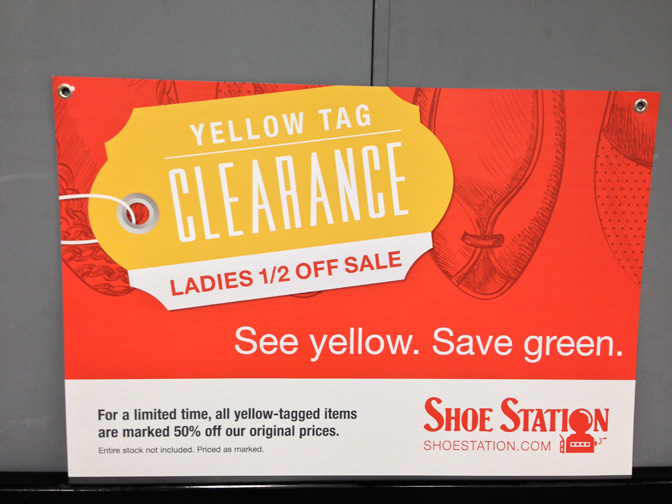 YELLOW TAG
CLEARANCE
LADIES 1/2 OFF SALE
See yellow. Save green.
For a limited time, all yellow-tagged items
are marked 50% off our original prices.
Entire stock not included. Priced as marked.
SHOE STATION
SHOESTATION.COM